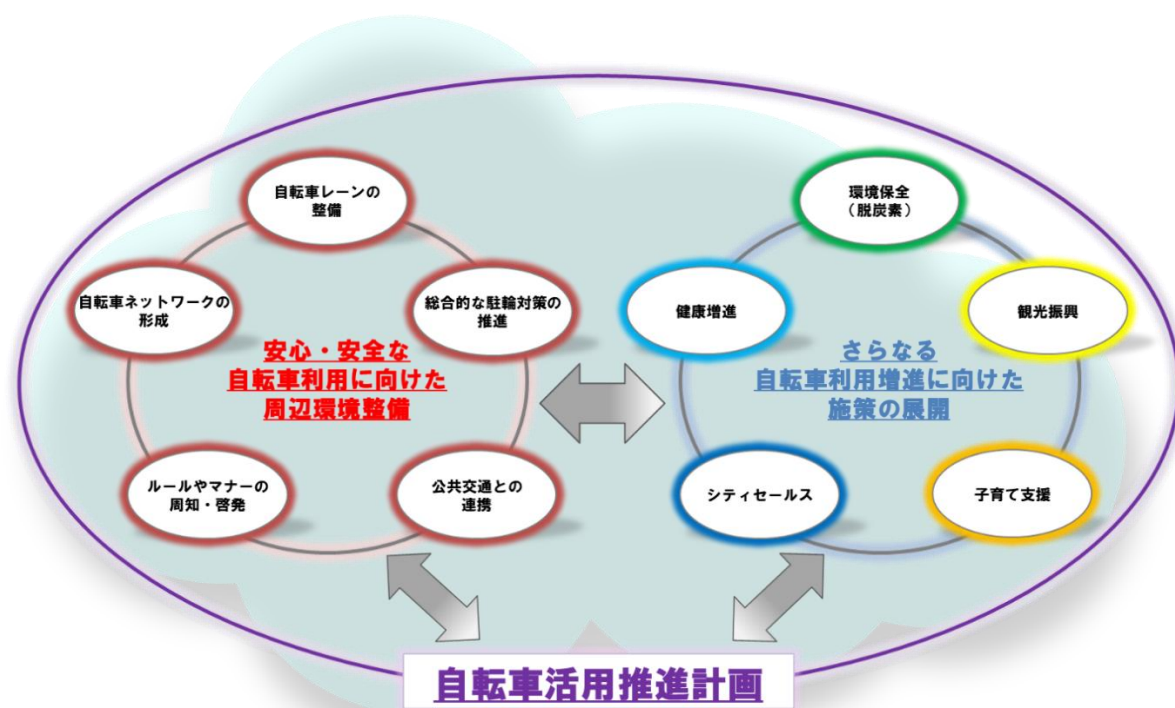 自転車レーンの
整備
自転車ネットワークの
形成
総合的な駐輪対策の
推進
安心・安全な
自転車利用に向けた
周辺環境整備
ルールやマナーの
周知・啓発
公共交通との
連携
環境保全
（脱炭素）
健康増進
観光振興
さらなる
自転車利用増進に向けた
施策の展開
シティセールス
子育て支援
自転車活用推進計画